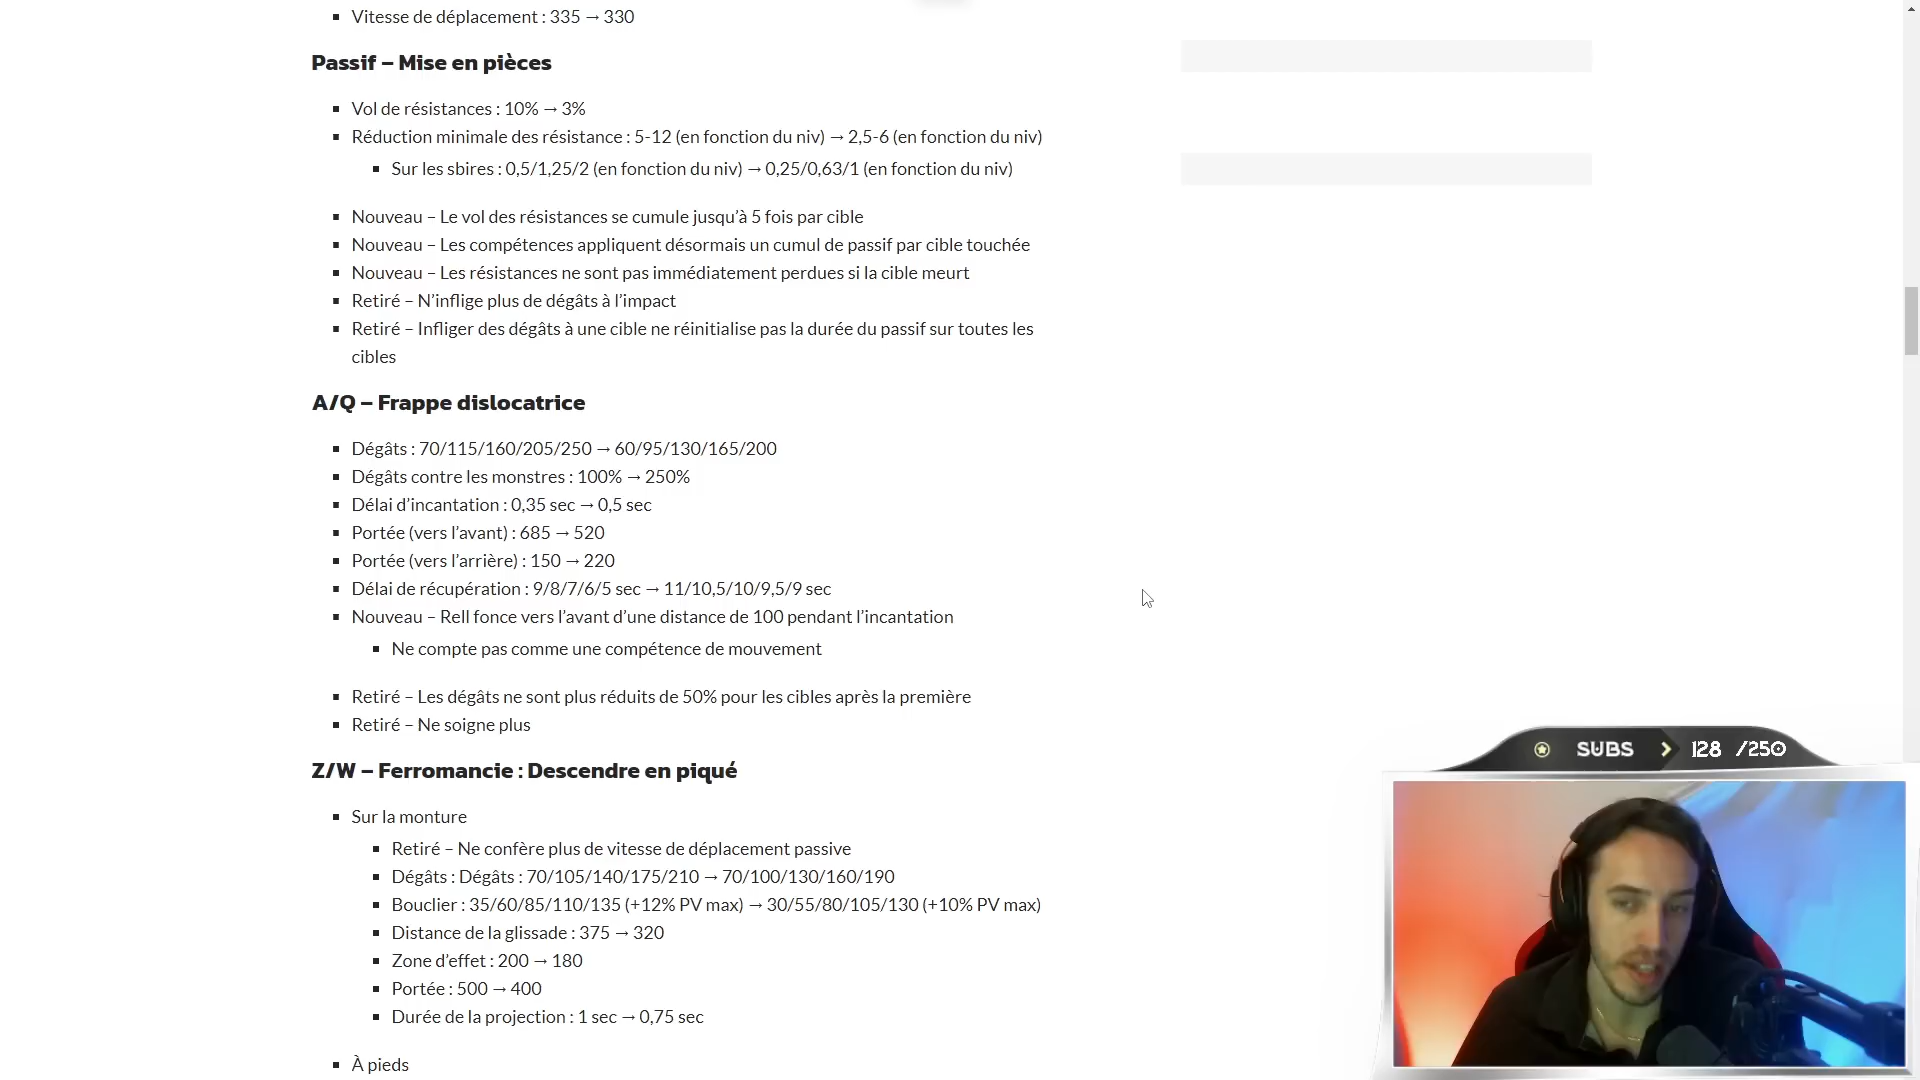 Vitesse de déplacement : 335 → 330
Passif – Mise en pièces
Vol de résistances : 10% → 3%
Réduction minimale des résistance : 5-12 (en fonction du niv) → 2,5-6 (en fonction du niv)
Sur les sbires : 0,5/1,25/2 (en fonction du niv) → 0,25/0,63/1 (en fonction du niv)
Nouveau – Le vol des résistances se cumule jusqu’à 5 fois par cible
Nouveau – Les compétences appliquent désormais un cumul de passif par cible touchée
Nouveau – Les résistances ne sont pas immédiatement perdues si la cible meurt
Retiré – N’inflige plus de dégâts à l’impact
Retiré – Infliger des dégâts à une cible ne réinitialise pas la durée du passif sur toutes les
cibles
A/Q – Frappe dislocatrice
Dégâts : 70/115/160/205/250 → 60/95/130/165/200
Dégâts contre les monstres : 100% → 250%
Délai d’incantation : 0,35 sec → 0,5 sec
Portée (vers l’avant) : 685 → 520
Portée (vers l’arrière) : 150 → 220
Délai de récupération : 9/8/7/6/5 sec → 11/10,5/10/9,5/9 sec
Nouveau – Rell fonce vers l’avant d’une distance de 100 pendant l’incantation
Ne compte pas comme une compétence de mouvement
Retiré – Les dégâts ne sont plus réduits de 50% pour les cibles après la première
Retiré – Ne soigne plus
Z/W – Ferromancie : Descendre en piqué
Sur la monture
Retiré – Ne confère plus de vitesse de déplacement passive
Dégâts : Dégâts : 70/105/140/175/210 → 70/100/130/160/190
Bouclier : 35/60/85/110/135 (+12% PV max) → 30/55/80/105/130 (+10% PV max)
Distance de la glissade : 375 → 320
Zone d’effet : 200 → 180
Portée : 500 → 400
Durée de la projection : 1 sec → 0,75 sec
À pieds
SUBS 128 /250